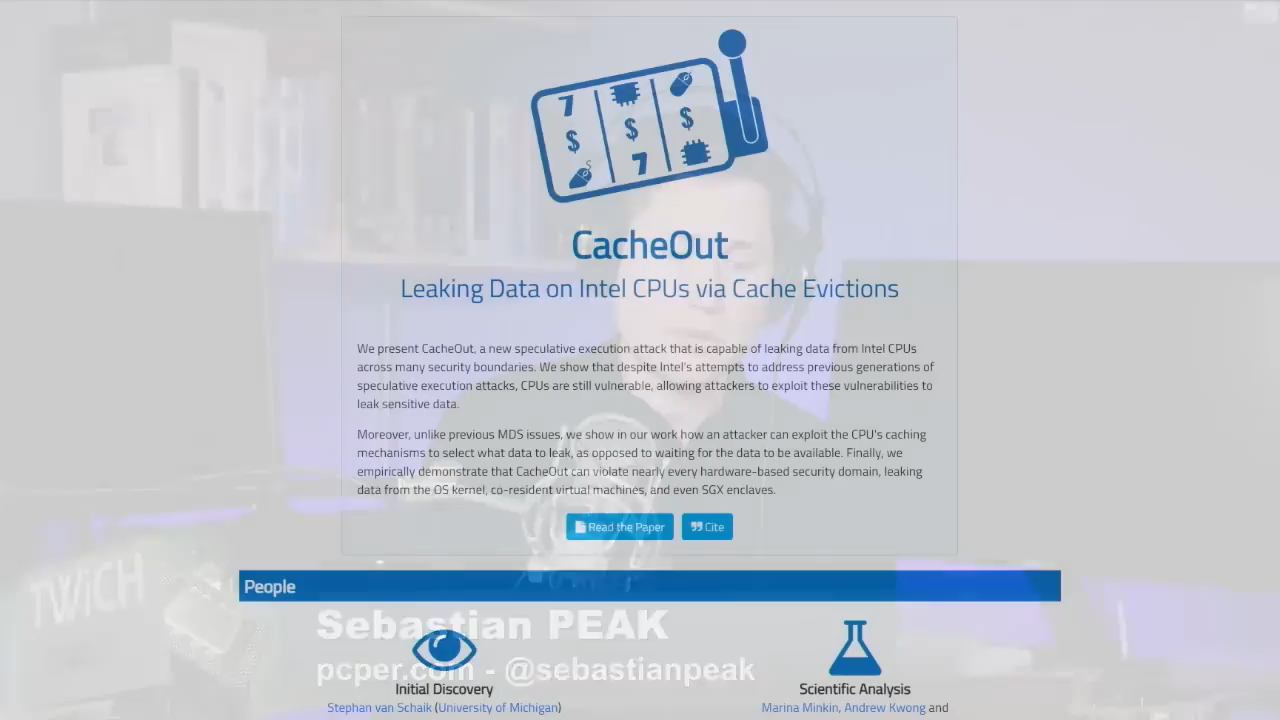 7
$
$
$
7
CacheOut
Leaking Data on Intel CPUs via Cache Evictions
We present CacheOut, a new speculative execution attack that is capable of leaking data from Intel CPUs
across many security boundaries. We show that despite Intel's attempts to address previous generations of
speculative execution attacks, CPUs are still vulnerable, allowing attackers to exploit these vulnerabilities to
leak sensitive data.
Moreover, unlike previous MDS issues, we show in our work how an attacker can exploit the CPU's caching
mechanisms to select what data to leak, as opposed to waiting for the data to be available. Finally, we
empirically demonstrate that CacheOut can violate nearly every hardware-based security domain, leaking
data from the OS kernel, co-resident virtual machines, and even SGX enclaves.
Read the Paper
Cite
People
TWiCH
Sebastian PEAK
pcper.com - @sebastianpeak
Initial Discovery
Scientific Analysis
Stephan van Schaik (University of Michigan)
Marina Minkin, Andrew Kwong and